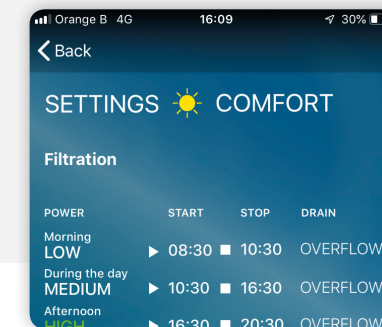 Orange B 4G 16:09 30%
Back
SETTINGS COMFORT
Filtration
POWER START STOP DRAIN
Morning
LOW 08:30 10:30 OVERFLOW
During the day
MEDIUM 10:30 16:30 OVERFLOW
Afternoon
HIGH 16:30 20:30 OVERFLOW